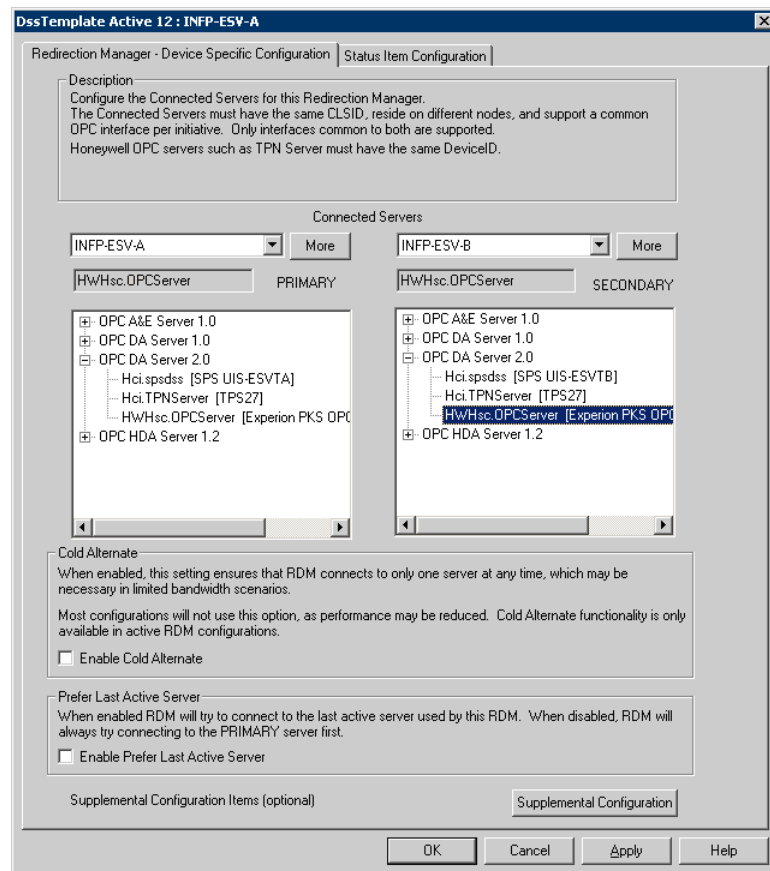 DssTemplate Active 12 : INFP-ESV-A
Redirection Manager - Device Specific Configuration
Status Item Configuration
Description
Configure the Connected Servers for this Redirection Manager.
The Connected Servers must have the same CLSID, reside on different nodes, and support a common
OPC interface per initiative. Only interfaces common to both are supported.
Honeywell OPC servers such as TPN Server must have the same DeviceID.
Connected Servers
INFP-ESV-A
More
INFP-ESV-B
More
HWHsc.OPCServer
PRIMARY
HWHsc.OPCServer
SECONDARY
OPC A&E Server 1.0
OPC DA Server 1.0
OPC DA Server 2.0
Hci.spsdss [SPS UIS-ESVTA]
Hci.TPNServer [TPS27]
HWHsc.OPCServer [Experion PKS OPC
OPC HDA Server 1.2
OPC A&E Server 1.0
OPC DA Server 1.0
OPC DA Server 2.0
Hci.spsdss [SPS UIS-ESVTB]
Hci.TPNServer [TPS27]
HWHsc.OPCServer [Experion PKS OPC
OPC HDA Server 1.2
Cold Alternate
When enabled, this setting ensures that RDM connects to only one server at any time, which may be
necessary in limited bandwidth scenarios.
Most configurations will not use this option, as performance may be reduced. Cold Alternate functionality is only
available in active RDM configurations.
Enable Cold Alternate
Prefer Last Active Server
When enabled RDM will try to connect to the last active server used by this RDM. When disabled, RDM will
always try connecting to the PRIMARY server first.
Enable Prefer Last Active Server
Supplemental Configuration Items (optional)
Supplemental Configuration
OK
Cancel
Apply
Help